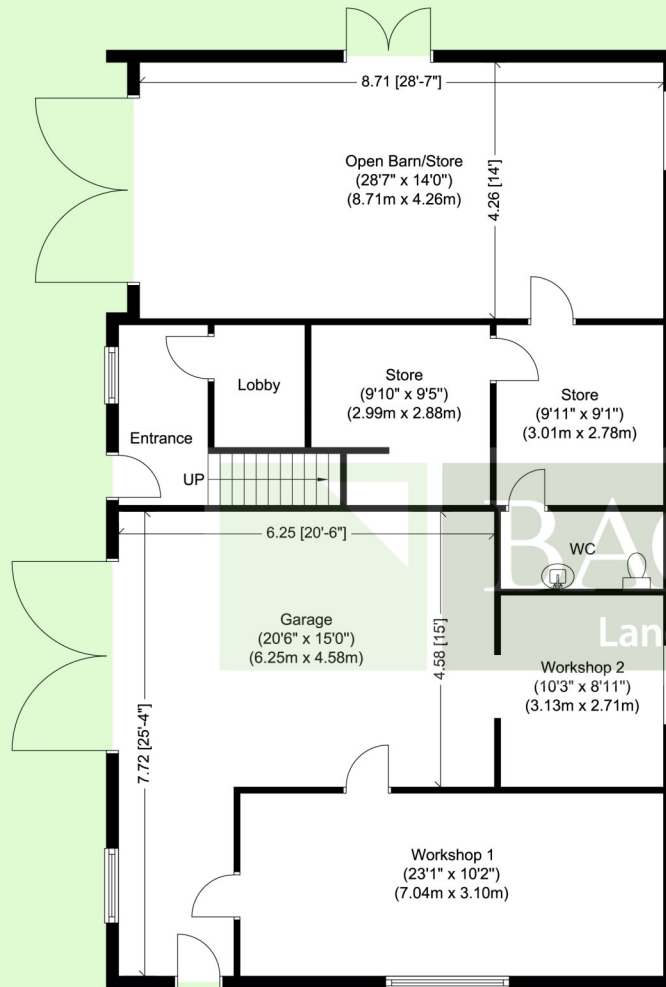 8.71 [28'-7"]
Open Barn/Store
(28'7" x 14'0")
(8.71m x 4.26m)
4.26 [14']
Lobby
Store
(9'10" x 9'5")
(2.99m x 2.88m)
Store
(9'11" x 9'1")
(3.01m x 2.78m)
Entrance
UP
6.25 [20'-6"]
WC
BA
Lan
Garage
(20'6" x 15'0")
(6.25m x 4.58m)
4.58 [15']
Workshop 2
(10'3" x 8'11")
(3.13m x 2.71m)
7.72 [25'-4"]
Workshop 1
(23'1" x 10'2")
(7.04m x 3.10m)